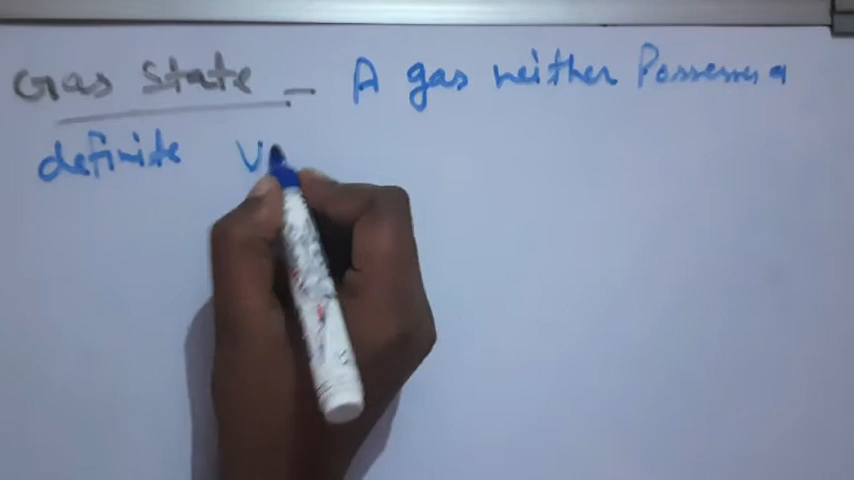 Gas State - A gas neither Possesses a
definite V